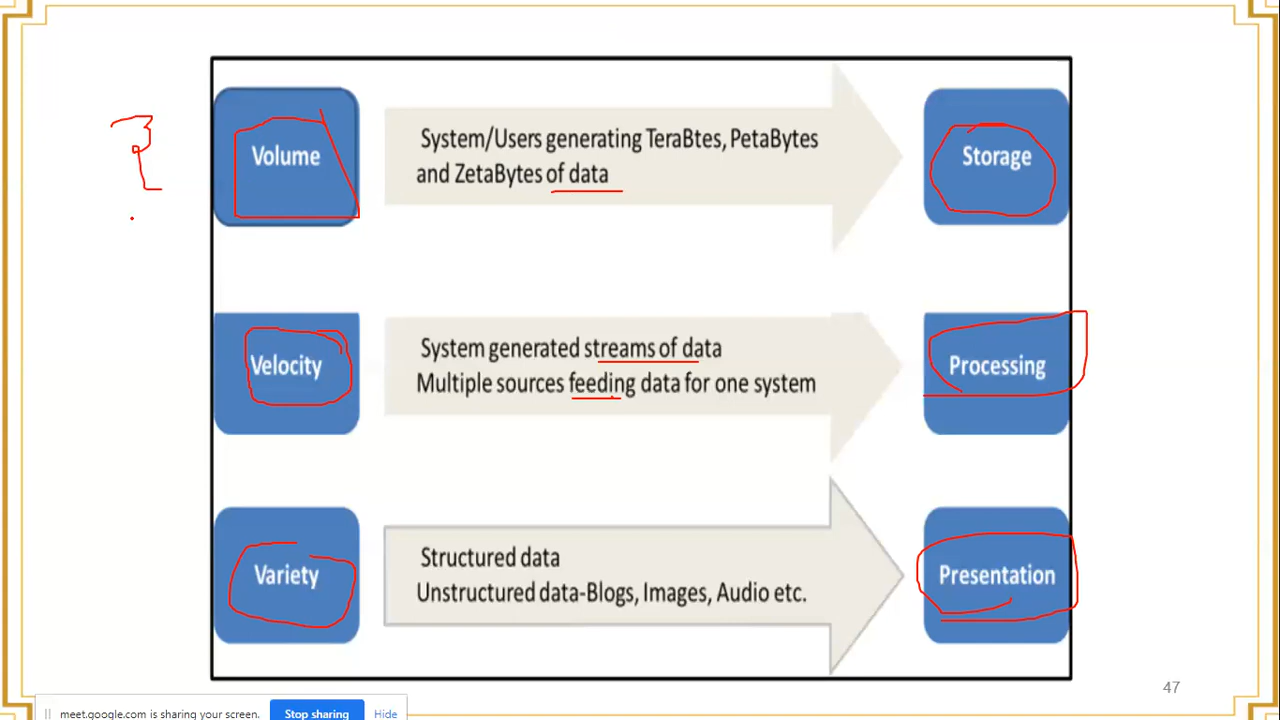 Volume
System/Users generating TeraBtes, PetaBytes
and ZetaBytes of data
Storage
Velocity
System generated streams of data
Multiple sources feeding data for one system
Processing
Variety
Structured data
Unstructured data-Blogs, Images, Audio etc.
Presentation
47
meet.google.com is sharing your screen.
Stop sharing
Hide